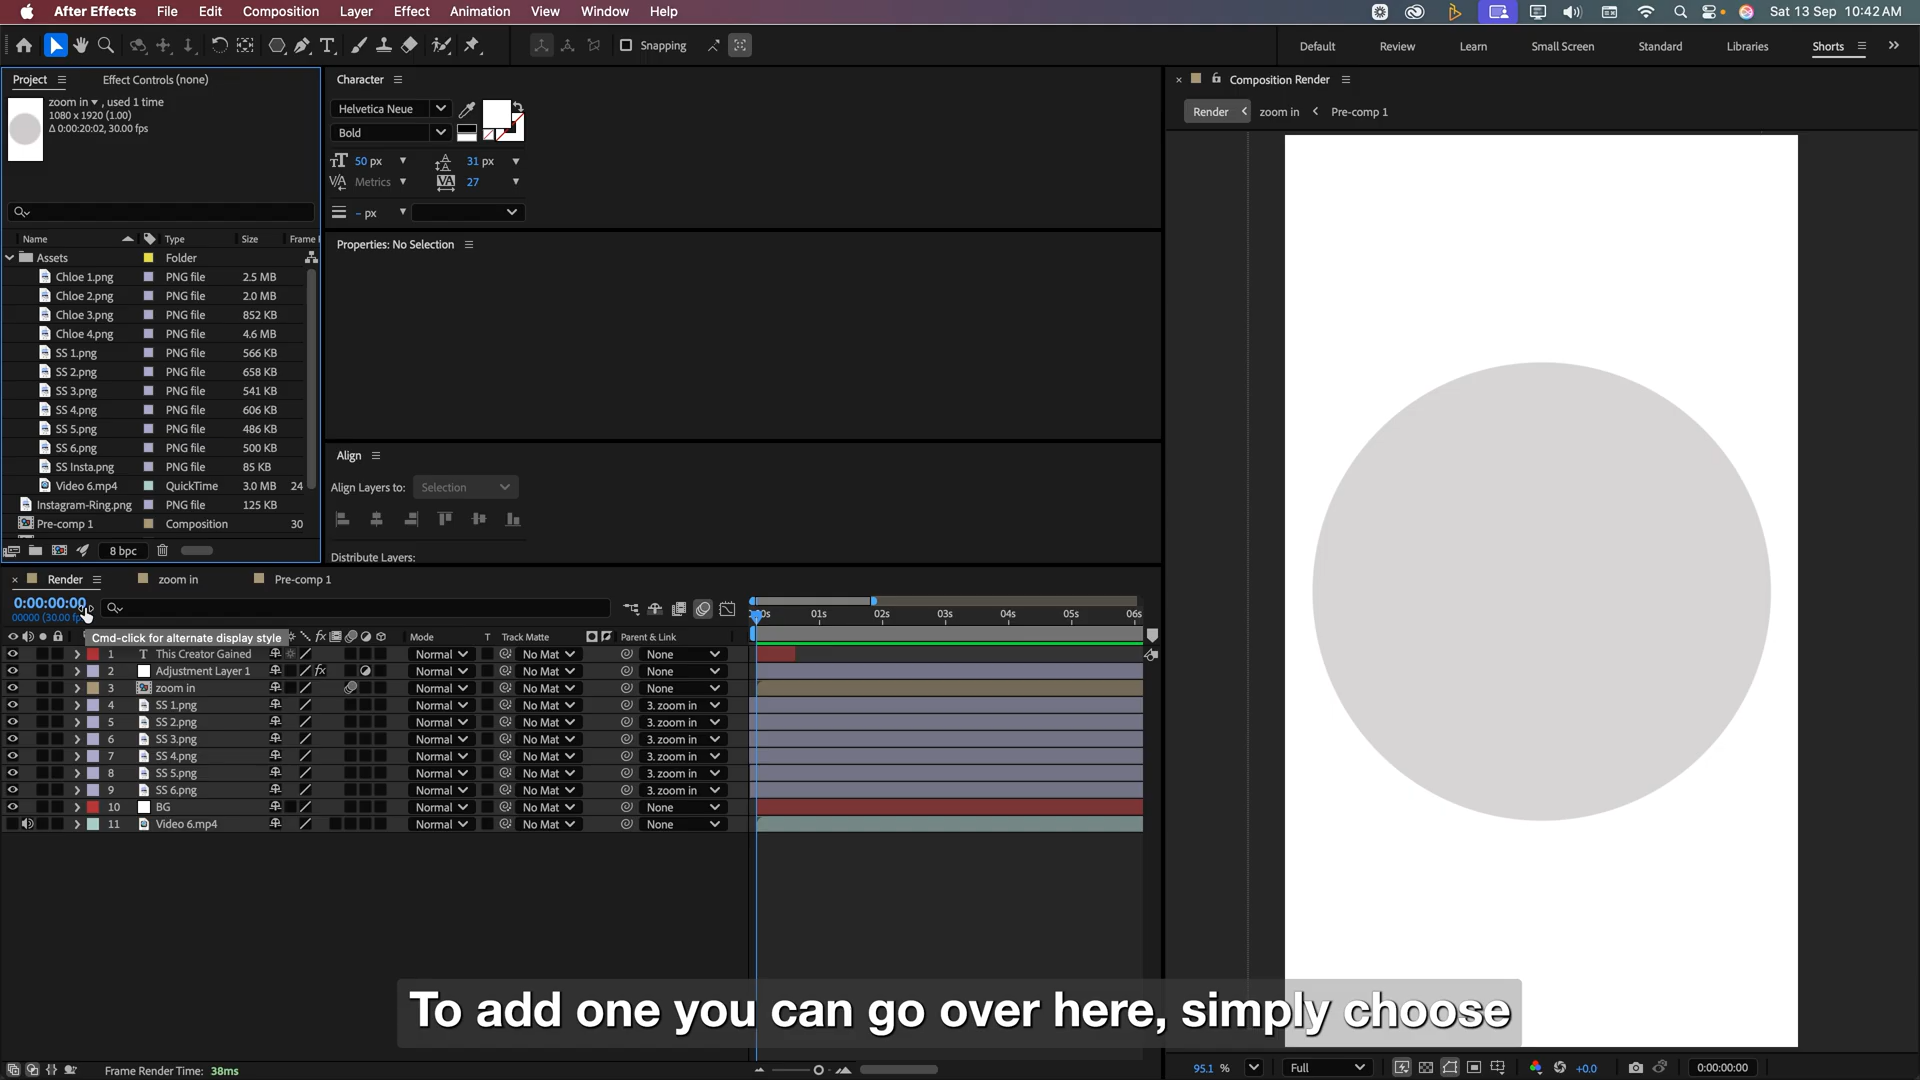 After Effects File Edit Composition Layer Effect Animation View Window Help Sat 13 Sep 10:42 AM
Snapping Default Review Learn Small Screen Standard Libraries Shorts
Project Effect Controls (none)
zoom in ▾ , used 1 time
1080 x 1920 (1.00)
Δ 0:00:20:02, 30.00 fps
Name Type Size Frame
Assets Folder
Chloe 1.png PNG file 2.5 MB
Chloe 2.png PNG file 2.0 MB
Chloe 3.png PNG file 852 KB
Chloe 4.png PNG file 4.6 MB
SS 1.png PNG file 566 KB
SS 2.png PNG file 658 KB
SS 3.png PNG file 541 KB
SS 4.png PNG file 606 KB
SS 5.png PNG file 486 KB
SS 6.png PNG file 500 KB
SS Insta.png PNG file 85 KB
Video 6.mp4 QuickTime 3.0 MB 24
Instagram-Ring.png PNG file 125 KB
Pre-comp 1 Composition 30
8 bpc
Character
Helvetica Neue
Bold
50 px 31 px
Metrics 27
- px
Properties: No Selection
Align
Align Layers to: Selection
Distribute Layers:
Composition Render
Render zoom in Pre-comp 1
Render zoom in Pre-comp 1
0:00:00:00
00000 (30.00 fp
Cmd-click for alternate display style
Mode T Track Matte Parent & Link
:00s 01s 02s 03s 04s 05s 06s
1 T This Creator Gained Normal No Mat None
2 Adjustment Layer 1 fx Normal No Mat None
3 zoom in Normal No Mat None
4 SS 1.png Normal No Mat 3. zoom in
5 SS 2.png Normal No Mat 3. zoom in
6 SS 3.png Normal No Mat 3. zoom in
7 SS 4.png Normal No Mat 3. zoom in
8 SS 5.png Normal No Mat 3. zoom in
9 SS 6.png Normal No Mat 3. zoom in
10 BG Normal No Mat None
11 Video 6.mp4 Normal No Mat None
To add one you can go over here, simply choose
Frame Render Time: 38ms
95.1 % Full +0.0 0:00:00:00